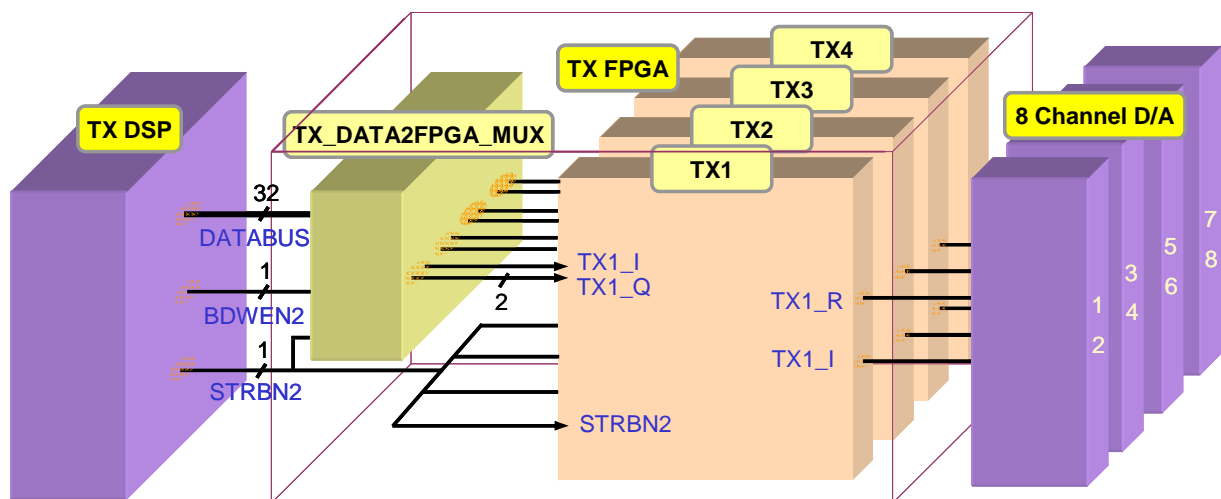 TX4
TX FPGA
TX3
TX DSP
TX_DATA2FPGA_MUX
TX2
8 Channel D/A
TX1
32
DATABUS
7
8
5
6
TX1_I
TX1_Q
3
4
1
BDWEN2
2
TX1_R
1
2
1
STRBN2
TX1_I
STRBN2